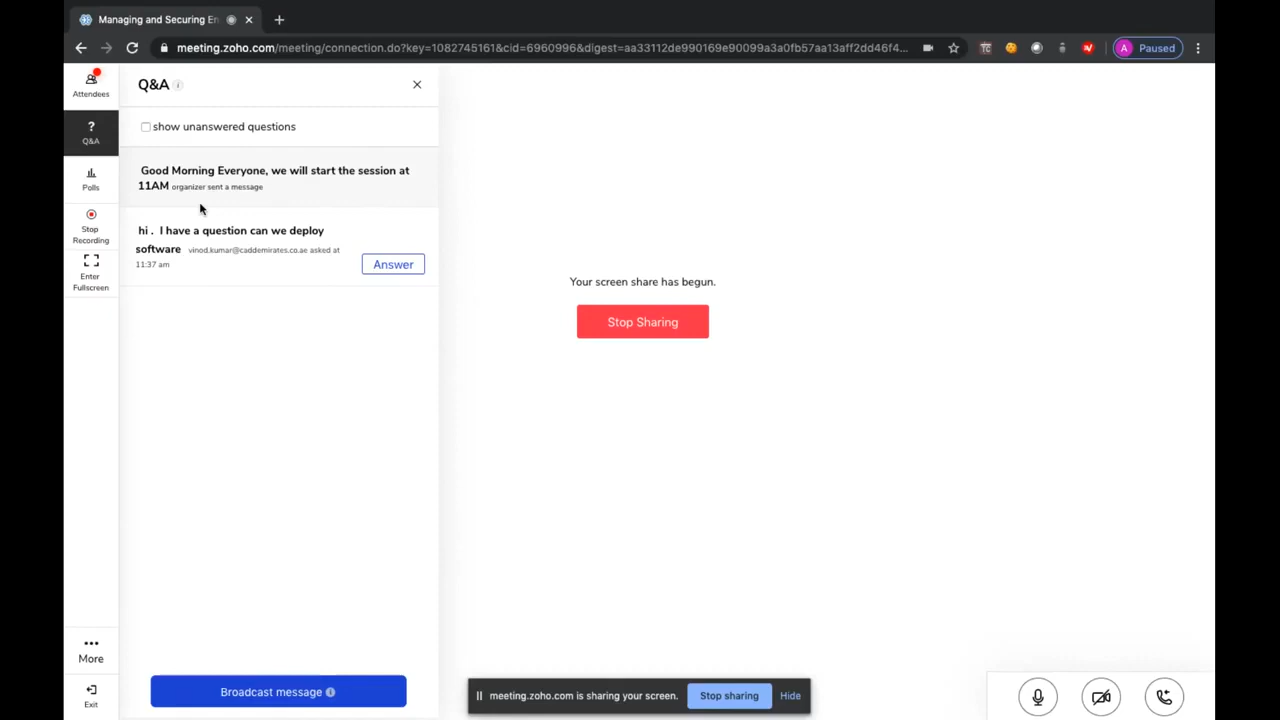 Managing and Securing En
meeting.zoho.com/meeting/connection.do?key=1082745161&cid=6960996&digest=aa33112de990169e90099a3a0fb57aa13aff2dd46f4...
A Paused
Attendees
?
Q&A
Polls
Stop
Recording
Enter
Fullscreen
More
Exit
Q&A
show unanswered questions
Good Morning Everyone, we will start the session at
11AM organizer sent a message
hi . I have a question can we deploy
software vinod.kumar@caddemirates.co.ae asked at
11:37 am
Answer
Broadcast message
Your screen share has begun.
Stop Sharing
meeting.zoho.com is sharing your screen. Stop sharing Hide